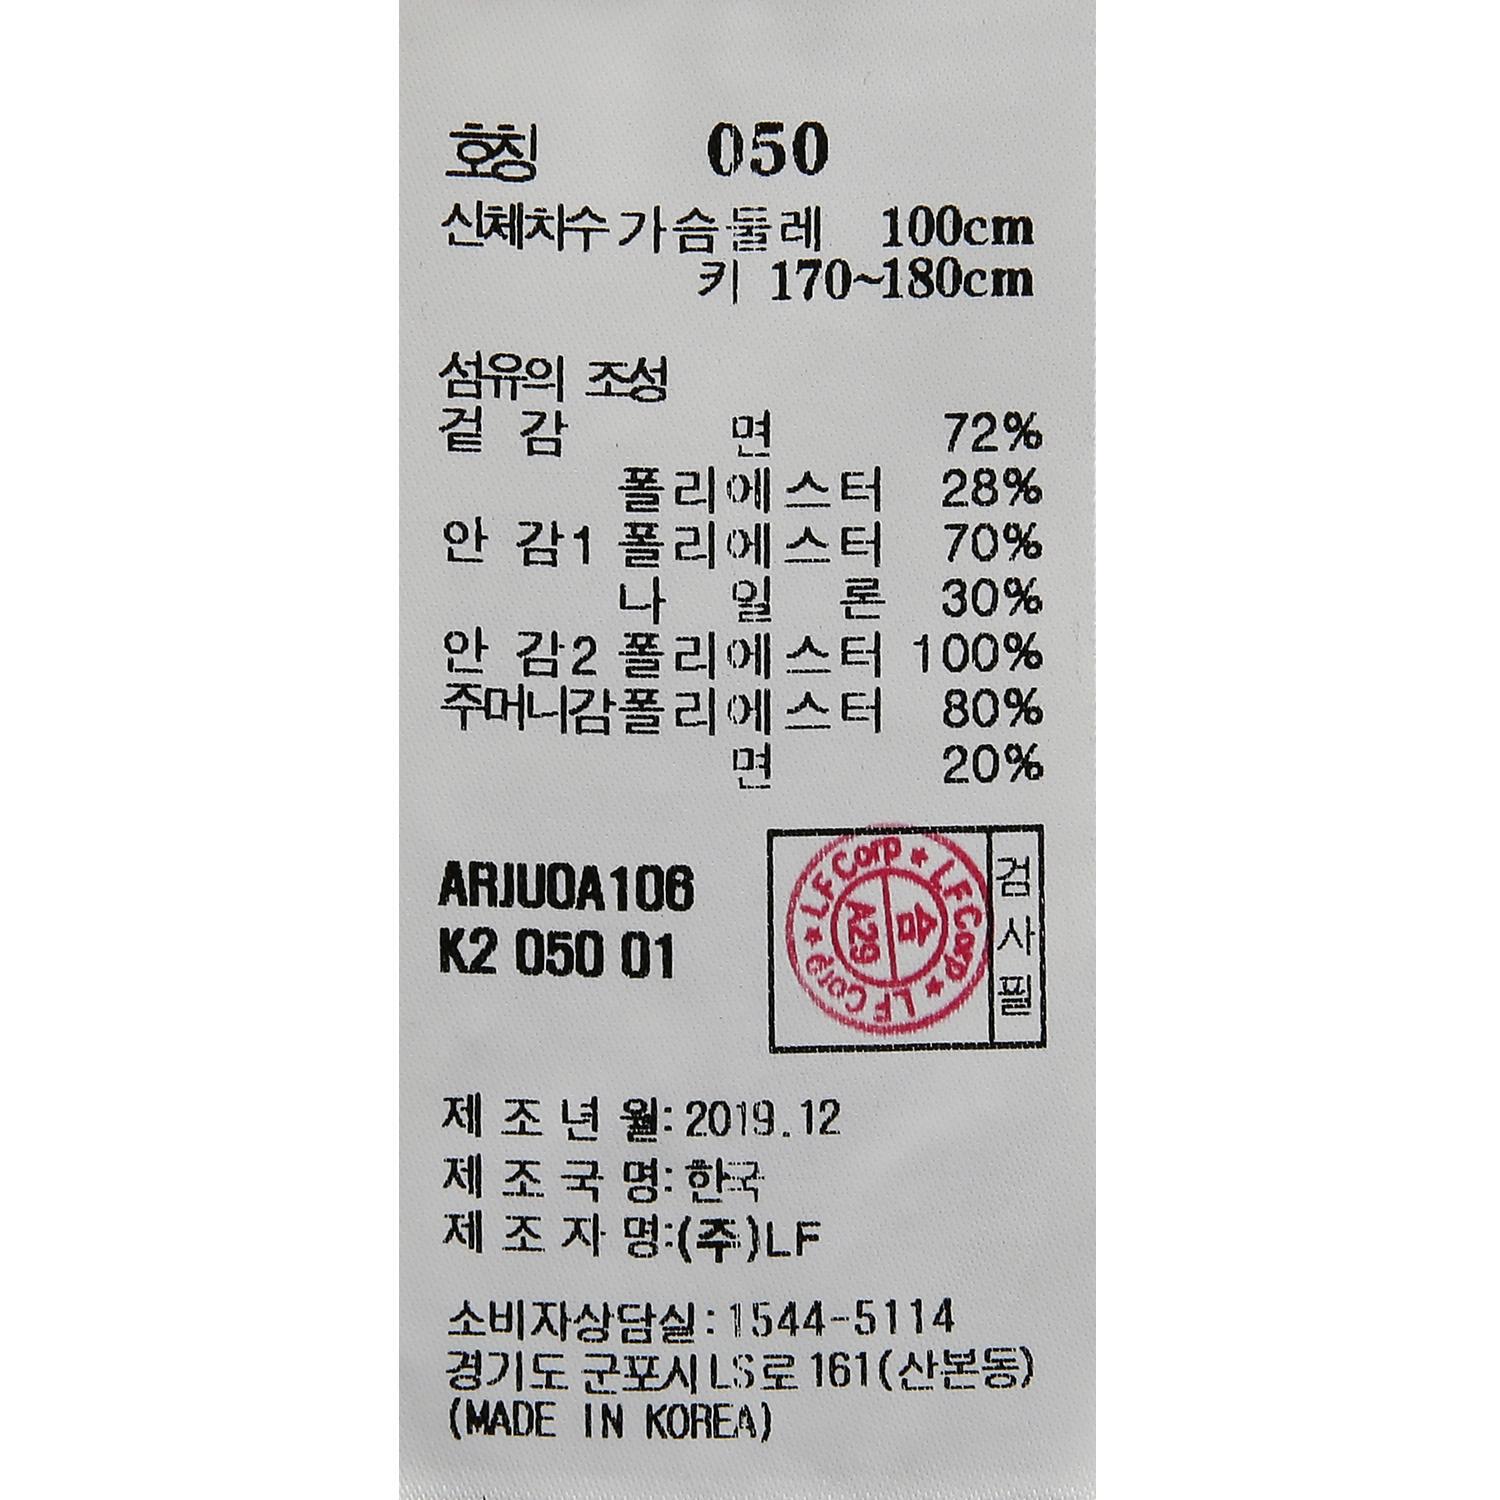 호칭 050
신체치수 가슴둘레 100cm
키 170~180cm
섬유의 조성
겉 감 면 72%
폴리에스터 28%
안 감1 폴리에스터 70%
나 일 론 30%
안 감2 폴리에스터 100%
주머니감폴리에스터 80%
면 20%
ARJU0A106
K2 050 01
LF Corp ★ LF Corp ★ LF Corp ★
A29 숨
검사필
제 조 년 월: 2019.12
제 조 국 명: 한국
제 조 자 명:(주)LF
소비자상담실: 1544-5114
경기도 군포시 LS로 161(산본동)
(MADE IN KOREA)